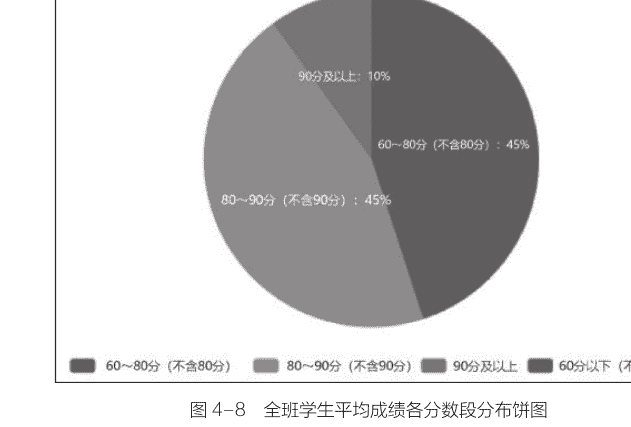 90分及以上：10%
60～80分（不含80分）：45%
80～90分（不含90分）：45%
60～80分（不含80分） 80～90分（不含90分） 90分及以上 60分以下（不
图 4-8 全班学生平均成绩各分数段分布饼图